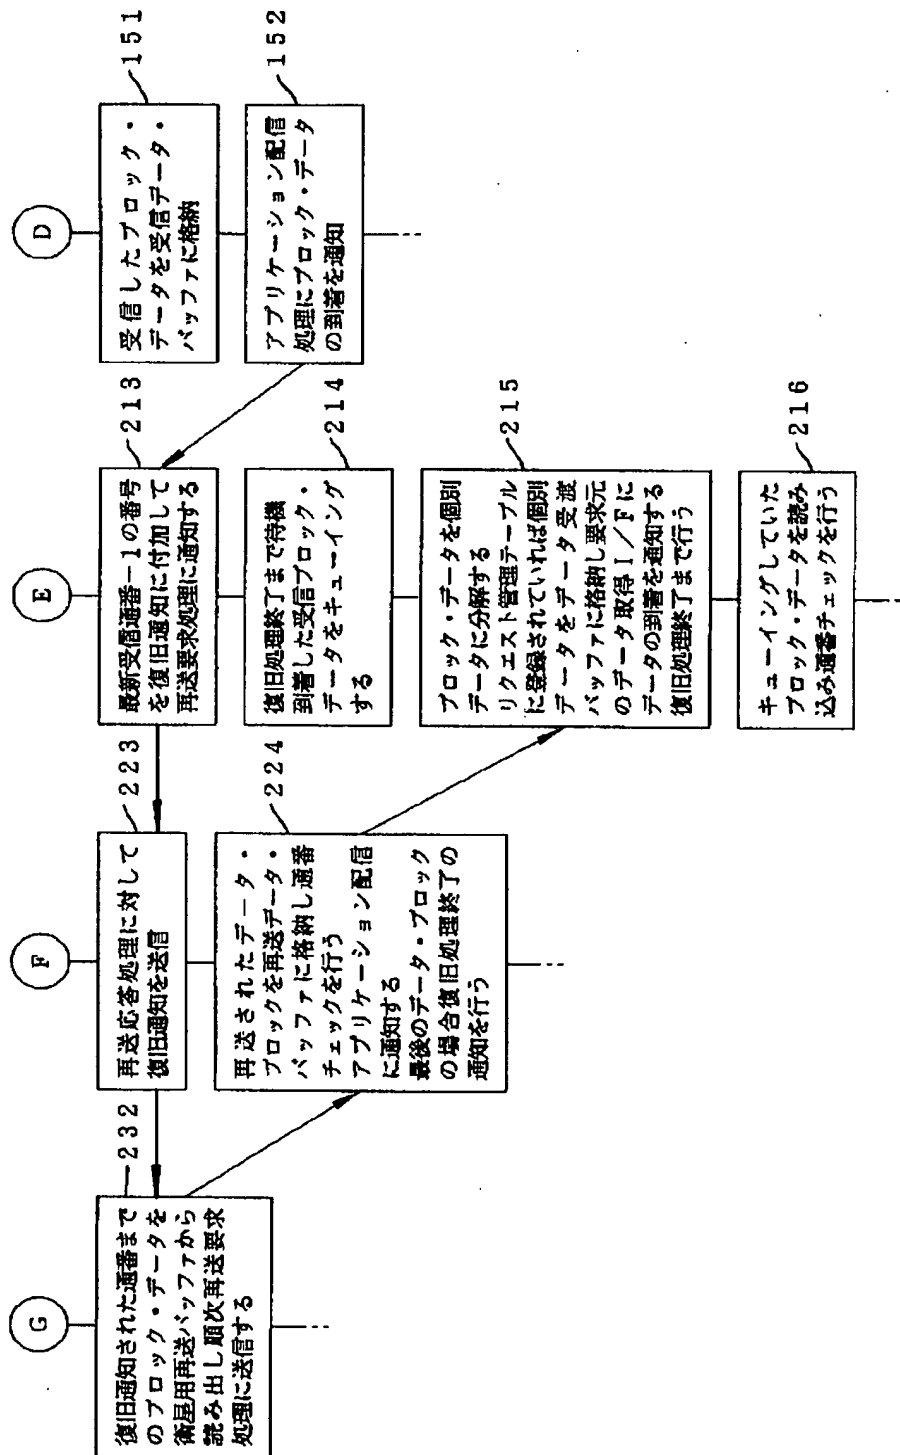 G
232
復旧通知された通番まで
のブロック・データを
衛星用再送バッファから
読み出し順次再送要求
処理に送信する
F
223
再送応答処理に対して
復旧通知を送信
224
再送されたデータ・
ブロックを再送データ・
バッファに格納し通番
チェックを行う
アプリケーション配信
に通知する
最後のデータ・ブロック
の場合復旧処理終了の
通知を行う
E
213
最新受信通番−1の番号
を復旧通知に付加して
再送要求処理に通知する
214
復旧処理終了まで待機
到着した受信ブロック・
データをキューイング
する
215
ブロック・データを個別
データに分解する
リクエスト管理テーブル
に登録されていれば個別
データをデータ受渡
バッファに格納し要求元
のデータ取得I/Fに
データの到着を通知する
復旧処理終了まで行う
216
キューイングしていた
ブロック・データを読み
込み通番チェックを行う
D
151
受信したブロック・
データを受信データ・
バッファに格納
152
アプリケーション配信
処理にブロック・データ
の到着を通知